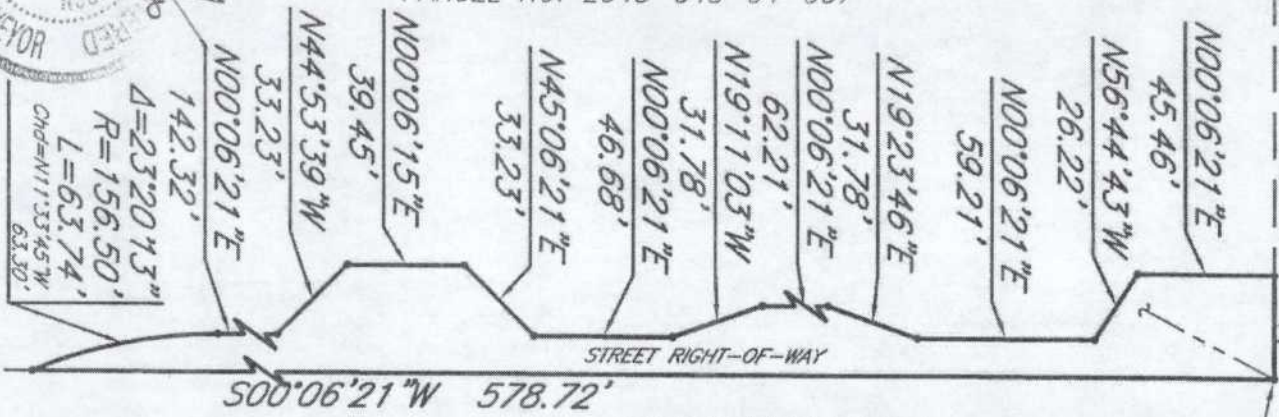 PARCEL NO.
YOR
Δ=23°20'13"
R=156.50'
L=63.74'
Chd=N11°33'45"W
63.30'
N00°06'21"E
142.32'
N44°53'39"W
33.23'
N00°06'15"E
39.45'
N45°06'21"E
33.23'
N00°06'21"E
46.68'
N19°11'03"W
31.78'
N00°06'21"E
62.21'
N19°23'46"E
31.78'
N00°06'21"E
59.21'
N56°44'43"W
26.22'
N00°06'21"E
45.46'
STREET RIGHT-OF-WAY
S00°06'21"W 578.72'